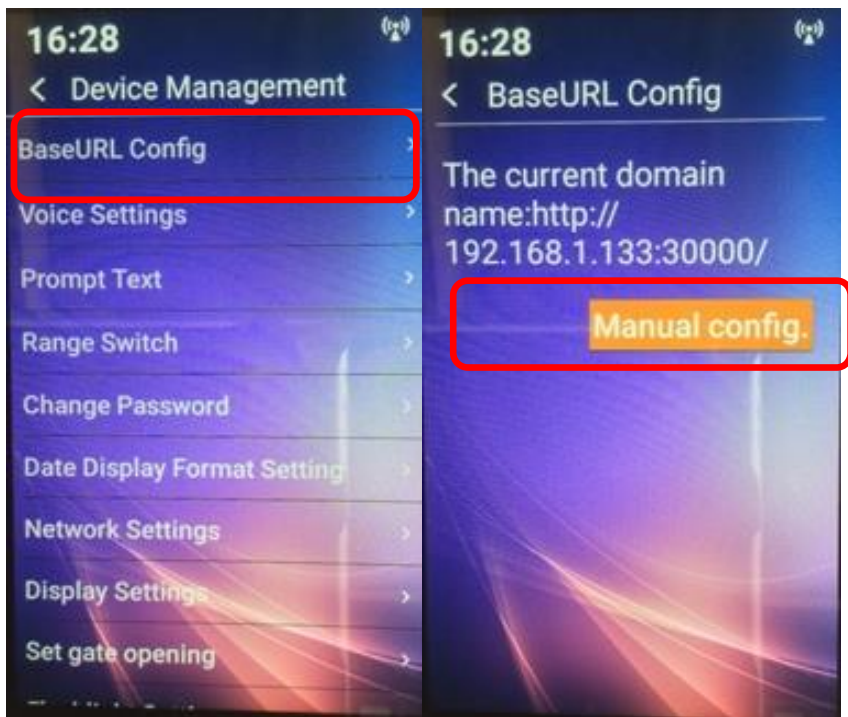 16:28
< Device Management
BaseURL Config
Voice Settings
Prompt Text
Range Switch
Change Password
Date Display Format Setting
Network Settings
Display Settings
Set gate opening
16:28
< BaseURL Config
The current domain
name:http://
192.168.1.133:30000/
Manual config.